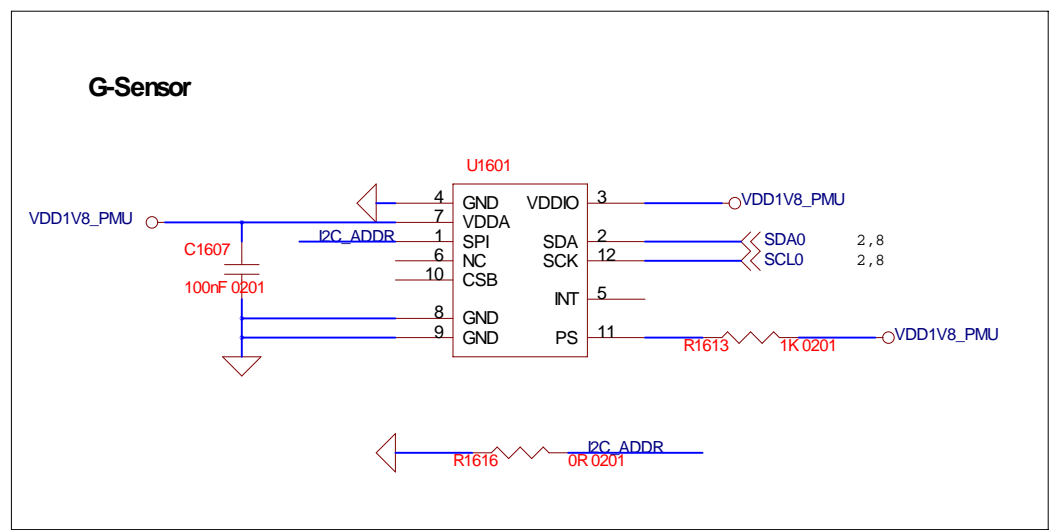 G-Sensor
U1601
4 GND VDDIO 3 VDD1V8_PMU
VDD1V8_PMU 7 VDDA
I2C_ADDR 1 SPI SDA 2 SDA0 2,8
C1607 6 NC SCK 12 SCL0 2,8
100nF 0201 10 CSB
INT 5
8 GND
9 GND PS 11 R1613 1K 0201 VDD1V8_PMU
R1616 0R 0201 I2C_ADDR